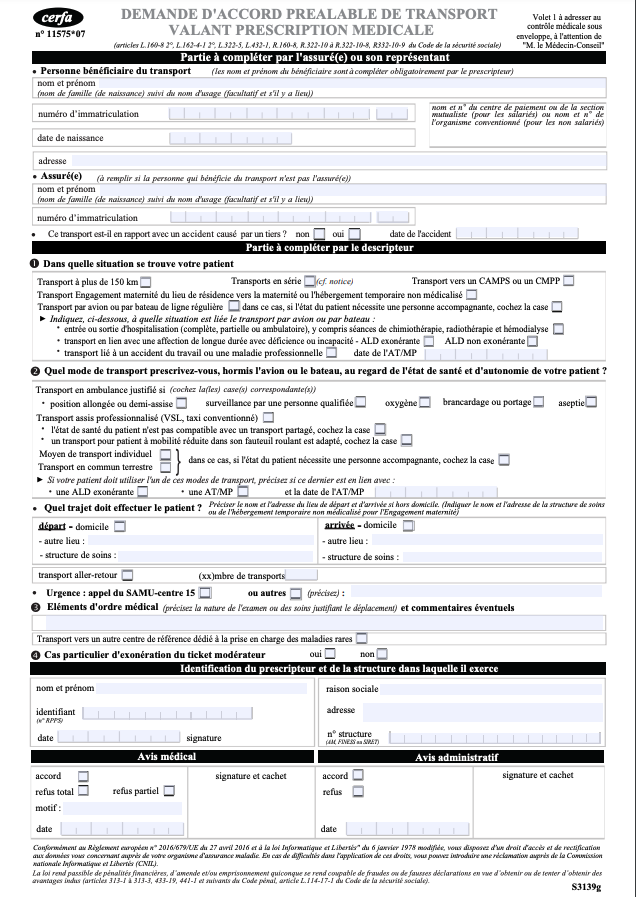 cerfa
n° 11575*07
DEMANDE D'ACCORD PREALABLE DE TRANSPORT
VALANT PRESCRIPTION MEDICALE
(articles L.160-8 2°, L.162-4-1 2°, L.322-5, L.432-1, R.160-8, R.322-10 à R.322-10-8, R332-10-9 du Code de la sécurité sociale)
Volet 1 à adresser au
contrôle médical sous
enveloppe, à l'attention de
"M. le Médecin-Conseil"
Partie à compléter par l'assuré(e) ou son représentant
• Personne bénéficiaire du transport (les nom et prénom du bénéficiaire sont à compléter obligatoirement par le prescripteur)
nom et prénom
(nom de famille (de naissance) suivi du nom d'usage (facultatif et s'il y a lieu))
numéro d'immatriculation
nom et n° du centre de paiement ou de la section
mutualiste (pour les salariés) ou nom et n° de
l'organisme conventionné (pour les non salariés)
date de naissance
adresse
• Assuré(e) (à remplir si la personne qui bénéficie du transport n'est pas l'assuré(e))
nom et prénom
(nom de famille (de naissance) suivi du nom d'usage (facultatif et s'il y a lieu))
numéro d'immatriculation
• Ce transport est-il en rapport avec un accident causé par un tiers ? non oui date de l'accident
Partie à compléter par le descripteur
❶ Dans quelle situation se trouve votre patient
Transport à plus de 150 km Transports en série (cf. notice) Transport vers un CAMPS ou un CMPP
Transport Engagement maternité du lieu de résidence vers la maternité ou l'hébergement temporaire non médicalisé
Transport par avion ou par bateau de ligne régulière dans ce cas, si l'état du patient nécessite une personne accompagnante, cochez la case
► Indiquez, ci-dessous, à quelle situation est liée le transport par avion ou par bateau :
• entrée ou sortie d'hospitalisation (complète, partielle ou ambulatoire), y compris séances de chimiothérapie, radiothérapie et hémodialyse
• transport en lien avec une affection de longue durée avec déficience ou incapacité - ALD exonérante ALD non exonérante
• transport lié à un accident du travail ou une maladie professionnelle date de l'AT/MP
❷ Quel mode de transport prescrivez-vous, hormis l'avion ou le bateau, au regard de l'état de santé et d'autonomie de votre patient ?
Transport en ambulance justifié si (cochez la(les) case(s) correspondante(s))
• position allongée ou demi-assise surveillance par une personne qualifiée oxygène brancardage ou portage aseptie
Transport assis professionnalisé (VSL, taxi conventionné)
• l'état de santé du patient n'est pas compatible avec un transport partagé, cochez la case
• un transport pour patient à mobilité réduite dans son fauteuil roulant est adapté, cochez la case
Moyen de transport individuel
Transport en commun terrestre
} dans ce cas, si l'état du patient nécessite une personne accompagnante, cochez la case
► Si votre patient doit utiliser l'un de ces modes de transport, précisez si ce dernier est en lien avec :
• une ALD exonérante • une AT/MP et la date de l'AT/MP
• Quel trajet doit effectuer le patient ? Préciser le nom et l'adresse du lieu de départ et d'arrivée si hors domicile. (Indiquer le nom et l'adresse de la structure de soins
ou de l'hébergement temporaire non médicalisé pour l'Engagement maternité)
départ - domicile
- autre lieu :
- structure de soins :
arrivée - domicile
- autre lieu :
- structure de soins :
transport aller-retour (xx)mbre de transports
• Urgence : appel du SAMU-centre 15 ou autres (précisez) :
❸ Eléments d'ordre médical (précisez la nature de l'examen ou des soins justifiant le déplacement) et commentaires éventuels
Transport vers un autre centre de référence dédié à la prise en charge des maladies rares
❹ Cas particulier d'exonération du ticket modérateur oui non
Identification du prescripteur et de la structure dans laquelle il exerce
nom et prénom
identifiant
(n° RPPS)
date signature
raison sociale
adresse
n° structure
(AM, FINESS ou SIRET)
Avis médical
accord signature et cachet
refus total refus partiel
motif :
date
Avis administratif
accord signature et cachet
refus
date
Conformément au Règlement européen n° 2016/679/UE du 27 avril 2016 et à la loi Informatique et Libertés" du 6 janvier 1978 modifiée, vous disposez d'un droit d'accès et de rectification
aux données vous concernant auprès de votre organisme d'assurance maladie. En cas de difficultés dans l'application de ces droits, vous pouvez introduire une réclamation auprès de la Commission
nationale Informatique et Libertés (CNIL).
La loi rend passible de pénalités financières, d'amende et/ou emprisonnement quiconque se rend coupable de fraudes ou de fausses déclarations en vue d'obtenir ou de tenter d'obtenir des
avantages indus (articles 313-1 à 313-3, 433-19, 441-1 et suivants du Code pénal, article L.114-17-1 du Code de la sécurité sociale).
S3139g